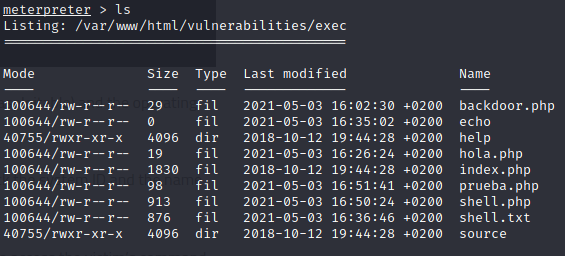 meterpreter > ls
Listing: /var/www/html/vulnerabilities/exec
===========================================
Mode Size Type Last modified Name
---- ---- ---- ------------- ----
100644/rw-r--r-- 29 fil 2021-05-03 16:02:30 +0200 backdoor.php
100644/rw-r--r-- 0 fil 2021-05-03 16:35:02 +0200 echo
40755/rwxr-xr-x 4096 dir 2018-10-12 19:44:28 +0200 help
100644/rw-r--r-- 19 fil 2021-05-03 16:26:24 +0200 hola.php
100644/rw-r--r-- 1830 fil 2018-10-12 19:44:28 +0200 index.php
100644/rw-r--r-- 98 fil 2021-05-03 16:51:41 +0200 prueba.php
100644/rw-r--r-- 913 fil 2021-05-03 16:50:24 +0200 shell.php
100644/rw-r--r-- 876 fil 2021-05-03 16:36:46 +0200 shell.txt
40755/rwxr-xr-x 4096 dir 2018-10-12 19:44:28 +0200 source